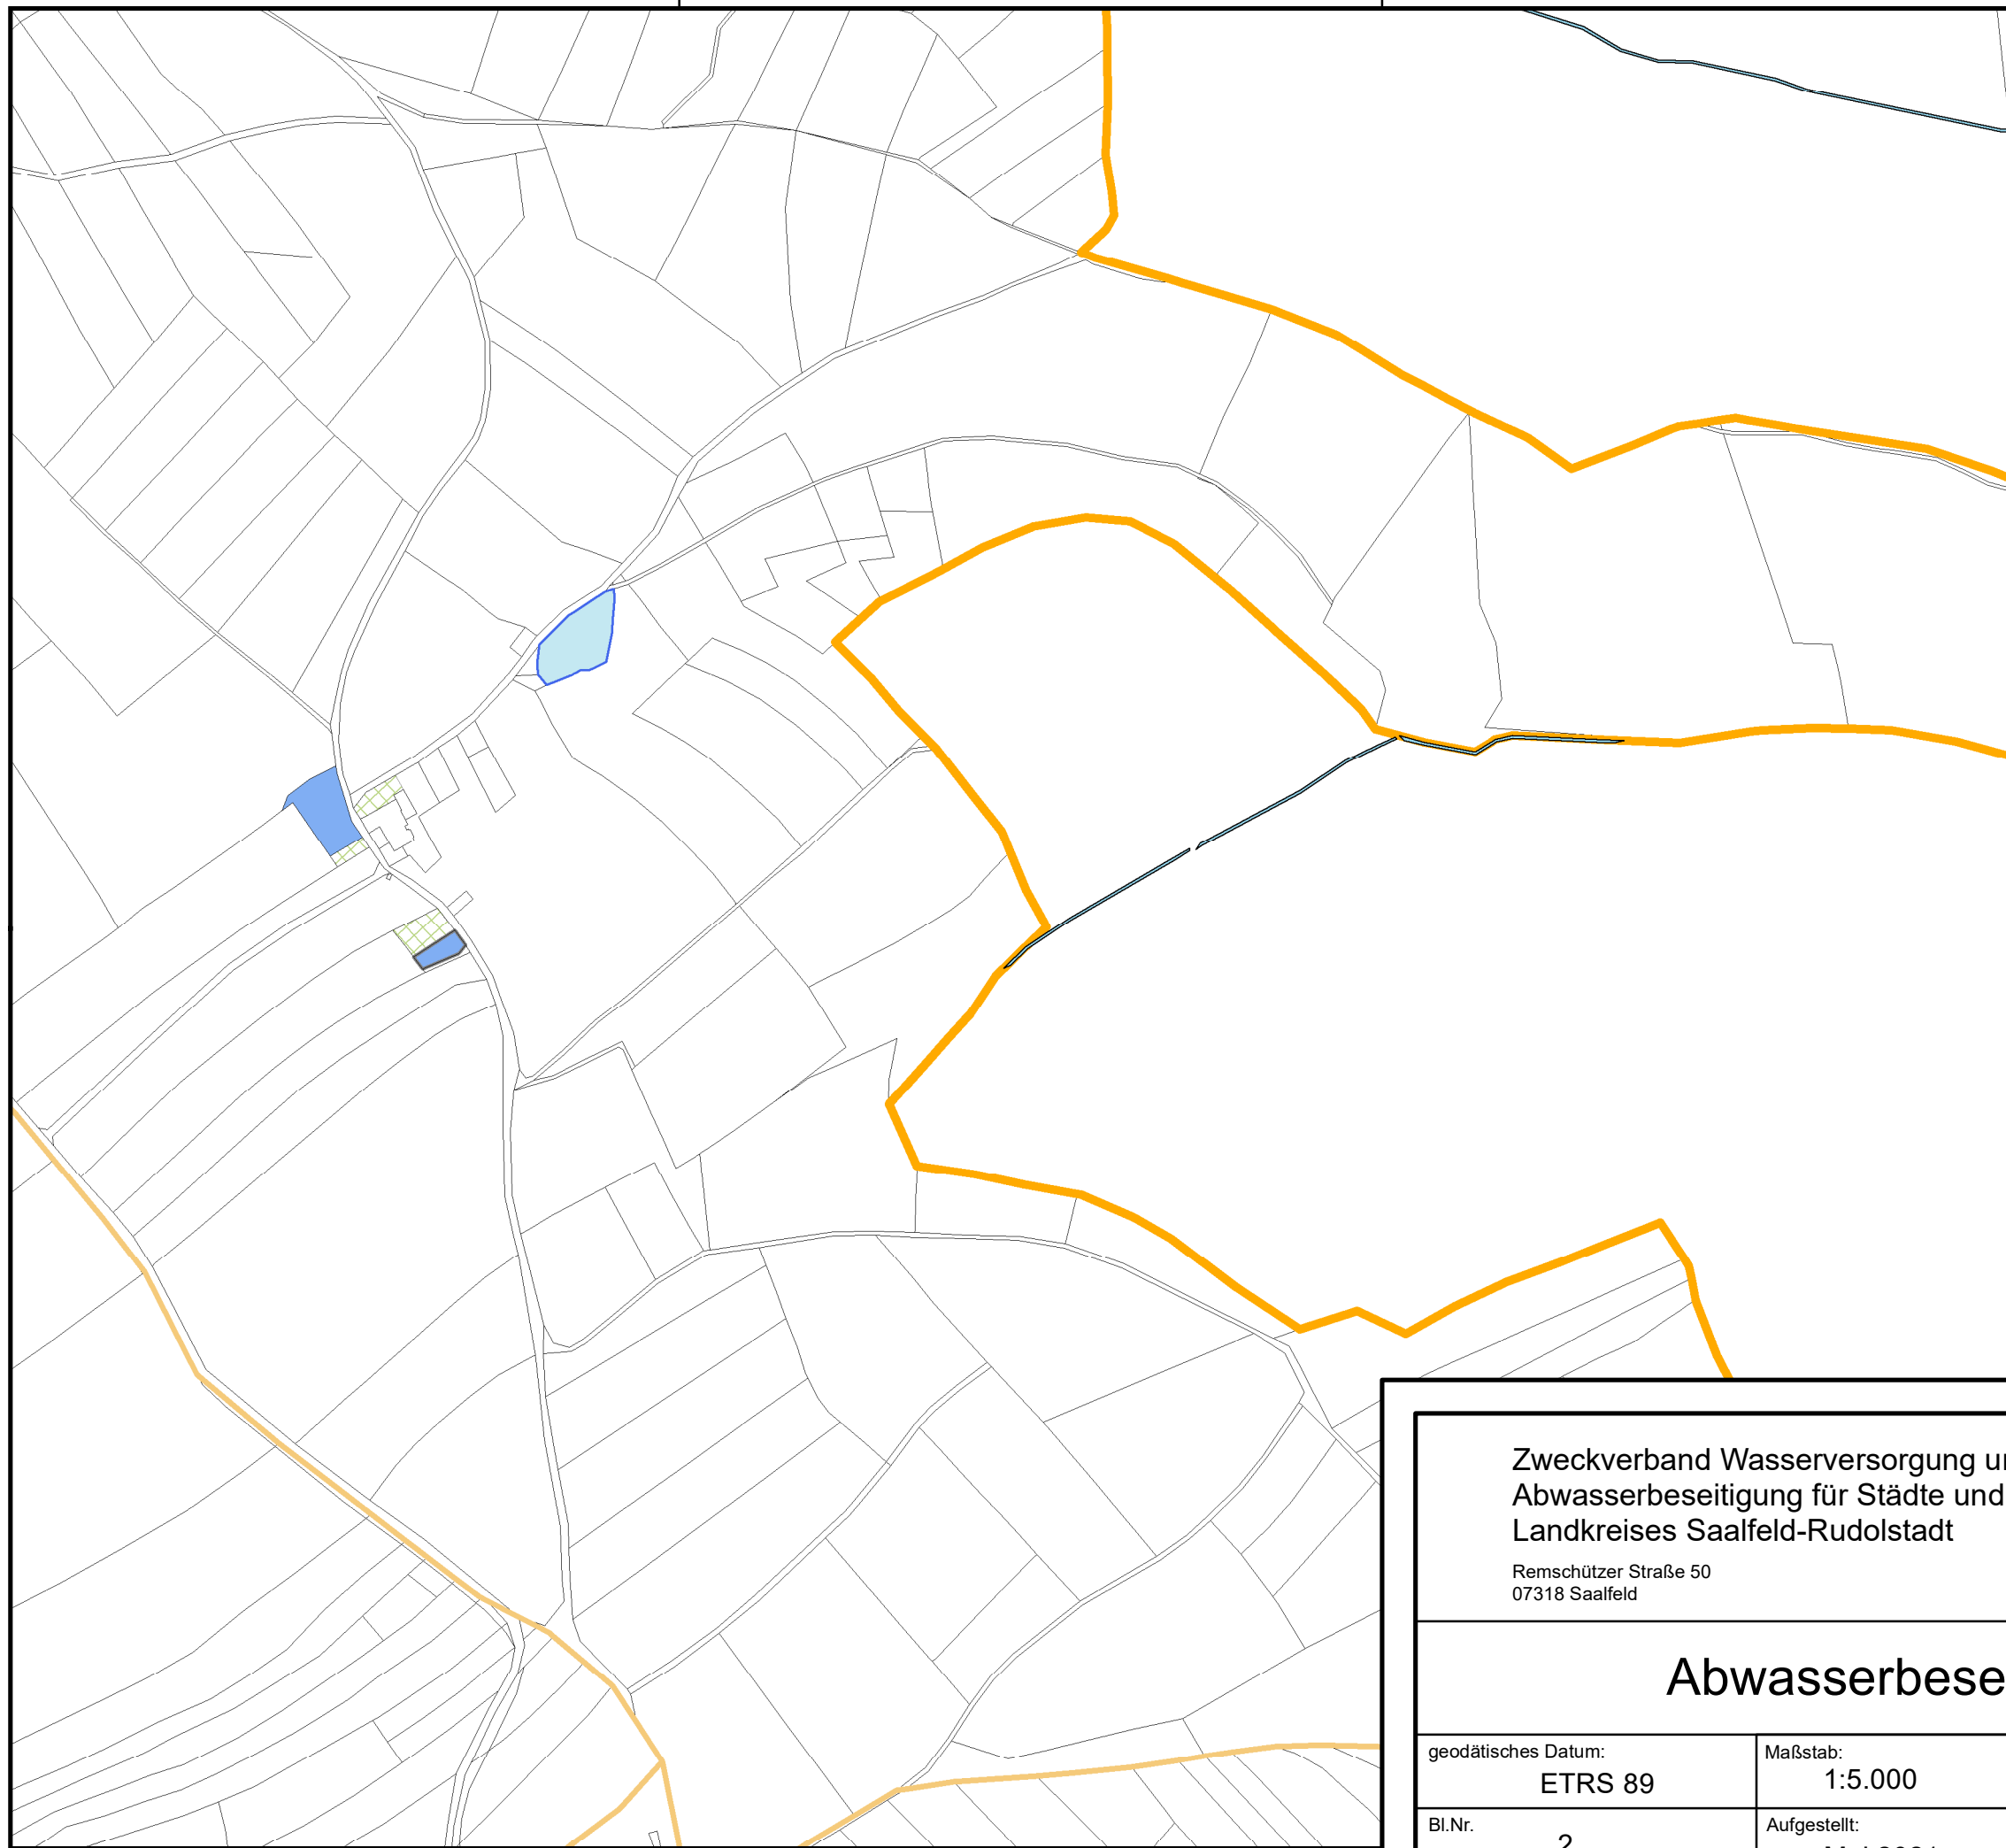 Zweckverband Wasserversorgung
Abwasserbeseitigung für Städte und
Landkreises Saalfeld-Rudolstadt
Remschützer Straße 50
07318 Saalfeld
Abwasserbese
geodätisches Datum:
ETRS 89
Maßstab:
1:5.000
Bl.Nr.
2
Aufgestellt: